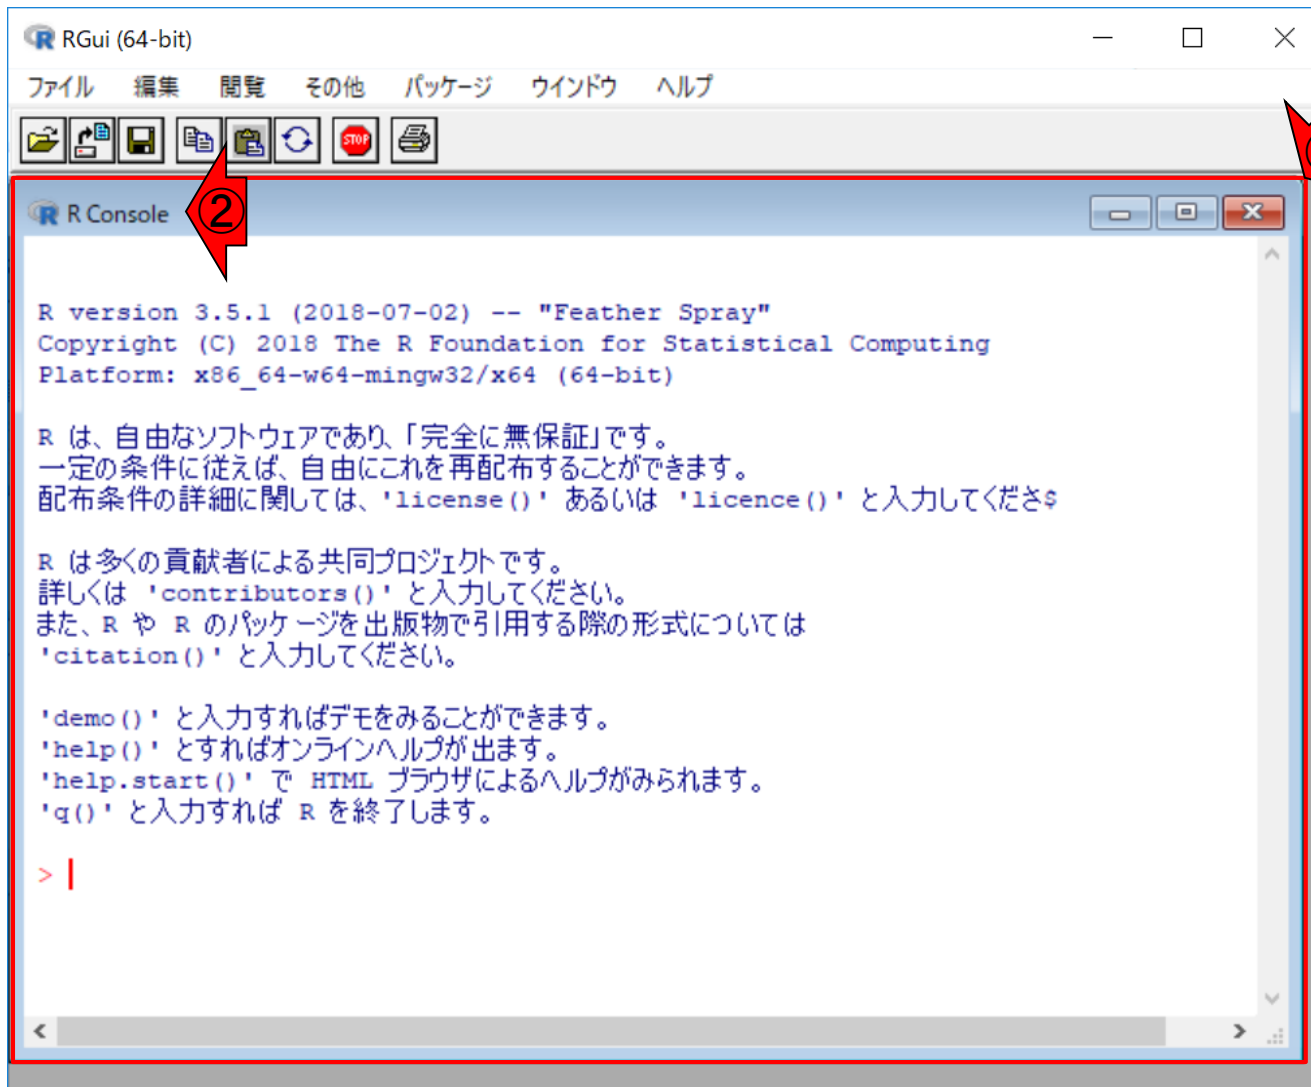 RGui (64-bit)
ファイル 編集 閲覧 その他 パッケージ ウインドウ ヘルプ
STOP
R Console ②
R version 3.5.1 (2018-07-02) -- "Feather Spray"
Copyright (C) 2018 The R Foundation for Statistical Computing
Platform: x86_64-w64-mingw32/x64 (64-bit)
R は、自由なソフトウェアであり、「完全に無保証」です。
一定の条件に従えば、自由にこれを再配布することができます。
配布条件の詳細に関しては、'license()' あるいは 'licence()' と入力してくださ$
R は多くの貢献者による共同プロジェクトです。
詳しくは 'contributors()' と入力してください。
また、R や R のパッケージを出版物で引用する際の形式については
'citation()' と入力してください。
'demo()' と入力すればデモをみることができます。
'help()' とすればオンラインヘルプが出ます。
'help.start()' で HTML ブラウザによるヘルプがみられます。
'q()' と入力すれば R を終了します。
>